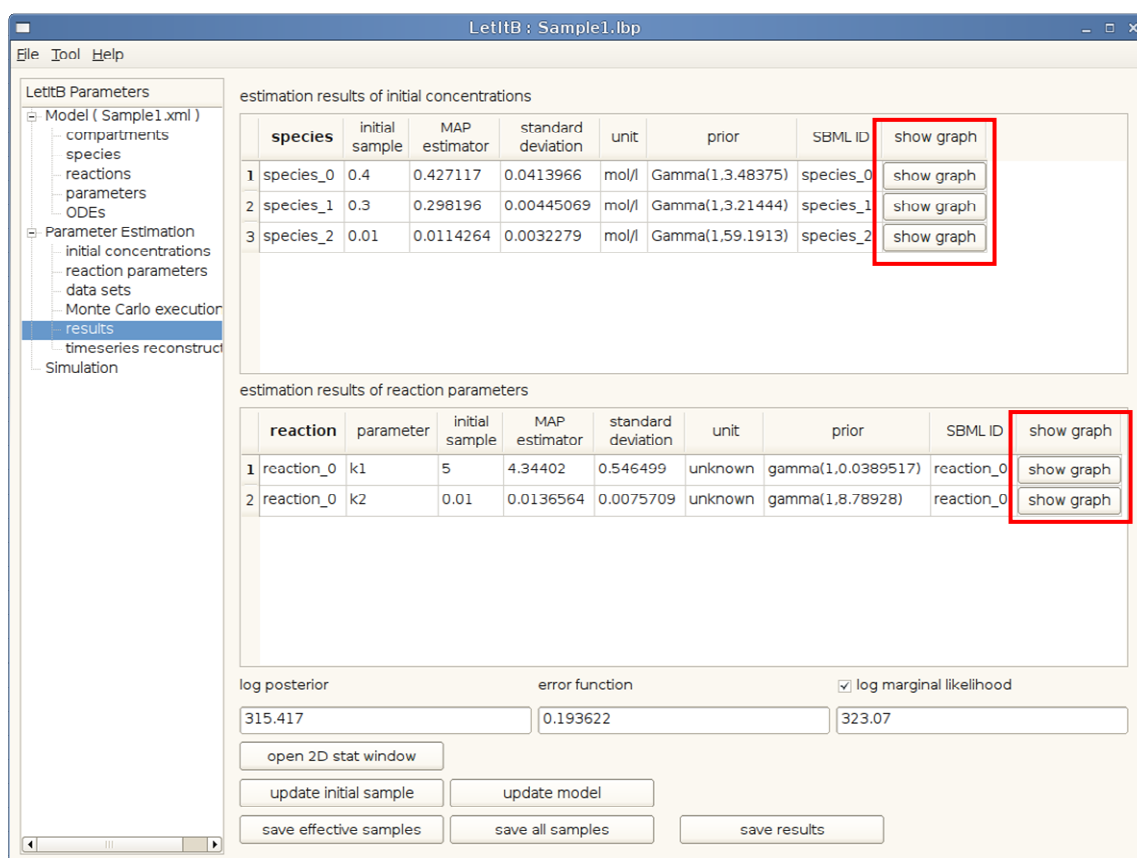 LetItB : Sample1.lbp
File Tool Help
LetItB Parameters
Model ( Sample1.xml )
compartments
species
reactions
parameters
ODEs
Parameter Estimation
initial concentrations
reaction parameters
data sets
Monte Carlo execution
results
timeseries reconstruct
Simulation
estimation results of initial concentrations
species initial sample MAP estimator standard deviation unit prior SBML ID show graph
1 species_0 0.4 0.427117 0.0413966 mol/l Gamma(1,3.48375) species_0 show graph
2 species_1 0.3 0.298196 0.00445069 mol/l Gamma(1,3.21444) species_1 show graph
3 species_2 0.01 0.0114264 0.0032279 mol/l Gamma(1,59.1913) species_2 show graph
estimation results of reaction parameters
reaction parameter initial sample MAP estimator standard deviation unit prior SBML ID show graph
1 reaction_0 k1 5 4.34402 0.546499 unknown gamma(1,0.0389517) reaction_0 show graph
2 reaction_0 k2 0.01 0.0136564 0.0075709 unknown gamma(1,8.78928) reaction_0 show graph
log posterior error function log marginal likelihood
315.417 0.193622 323.07
open 2D stat window
update initial sample update model
save effective samples save all samples save results